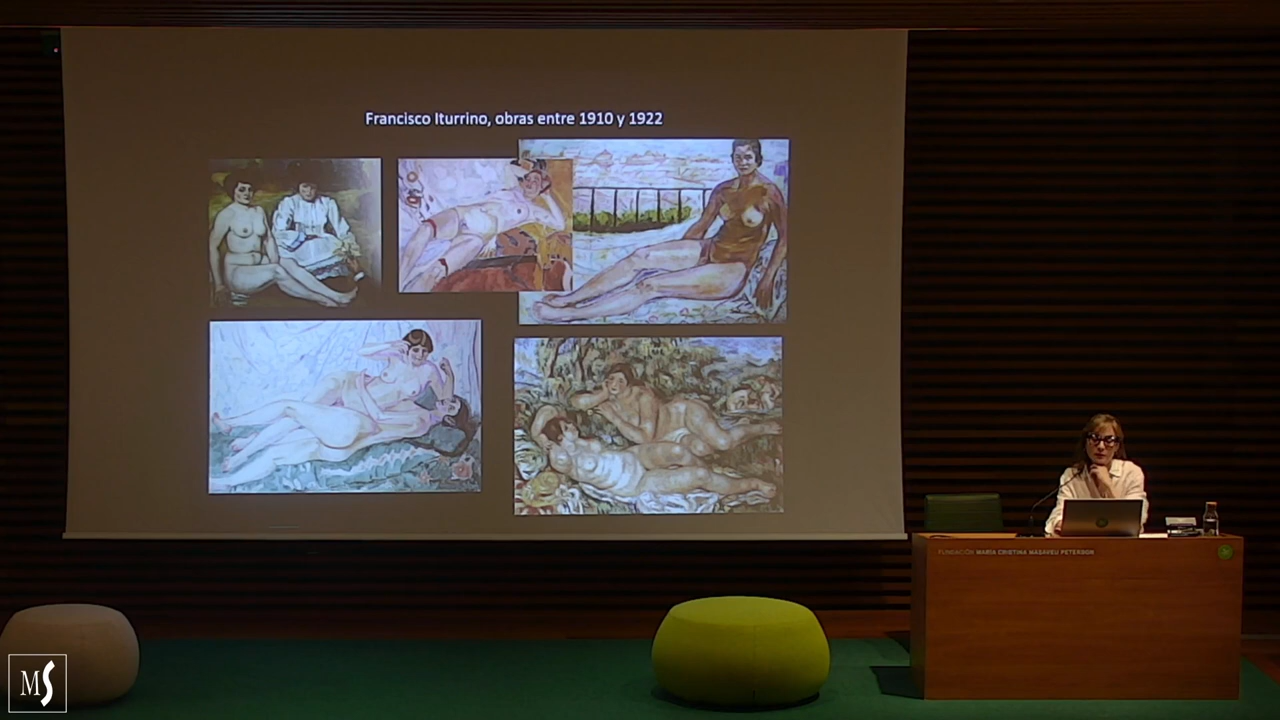 Francisco Iturrino, obras entre 1910 y 1922
FUNDACIÓN MARÍA CRISTINA MASAVEU PETERSON
MS